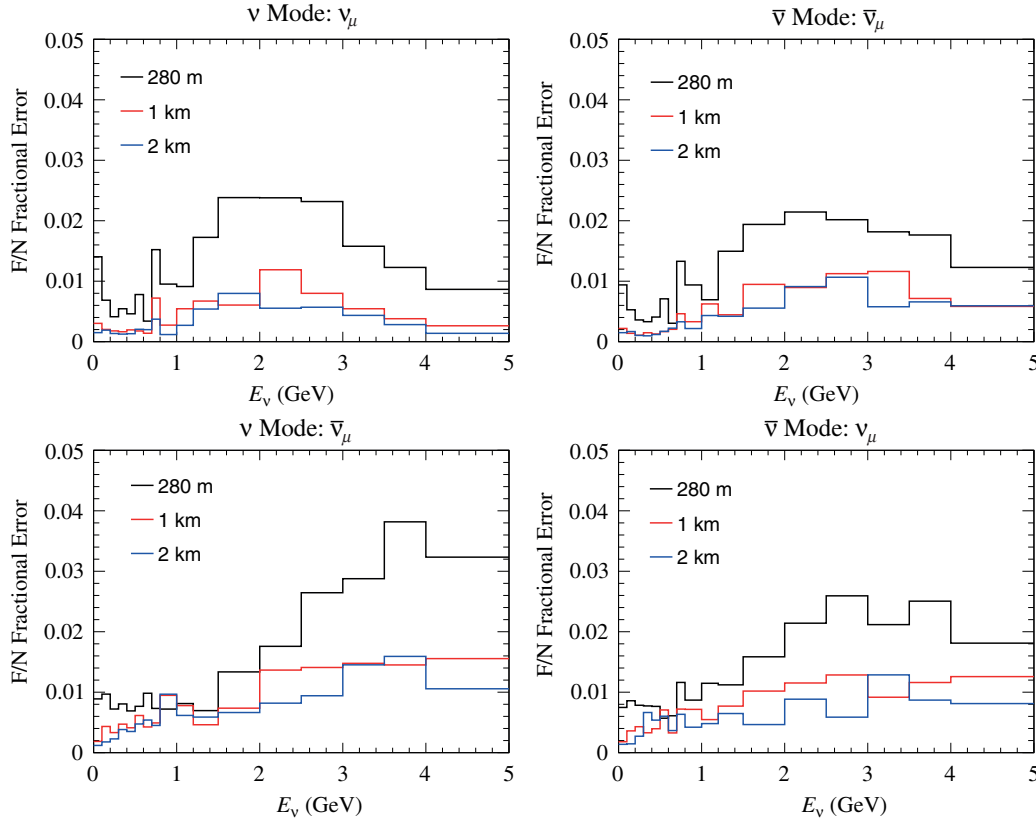 ν Mode: ν_μ
0.05
0.04
0.03
0.02
0.01
0
F/N Fractional Error
280 m
1 km
2 km
0 1 2 3 4 5
E_ν (GeV)
ν̅ Mode: ν̅_μ
0.05
0.04
0.03
0.02
0.01
0
F/N Fractional Error
280 m
1 km
2 km
0 1 2 3 4 5
E_ν (GeV)
ν Mode: ν̅_μ
0.05
0.04
0.03
0.02
0.01
0
F/N Fractional Error
280 m
1 km
2 km
0 1 2 3 4 5
E_ν (GeV)
ν̅ Mode: ν_μ
0.05
0.04
0.03
0.02
0.01
0
F/N Fractional Error
280 m
1 km
2 km
0 1 2 3 4 5
E_ν (GeV)